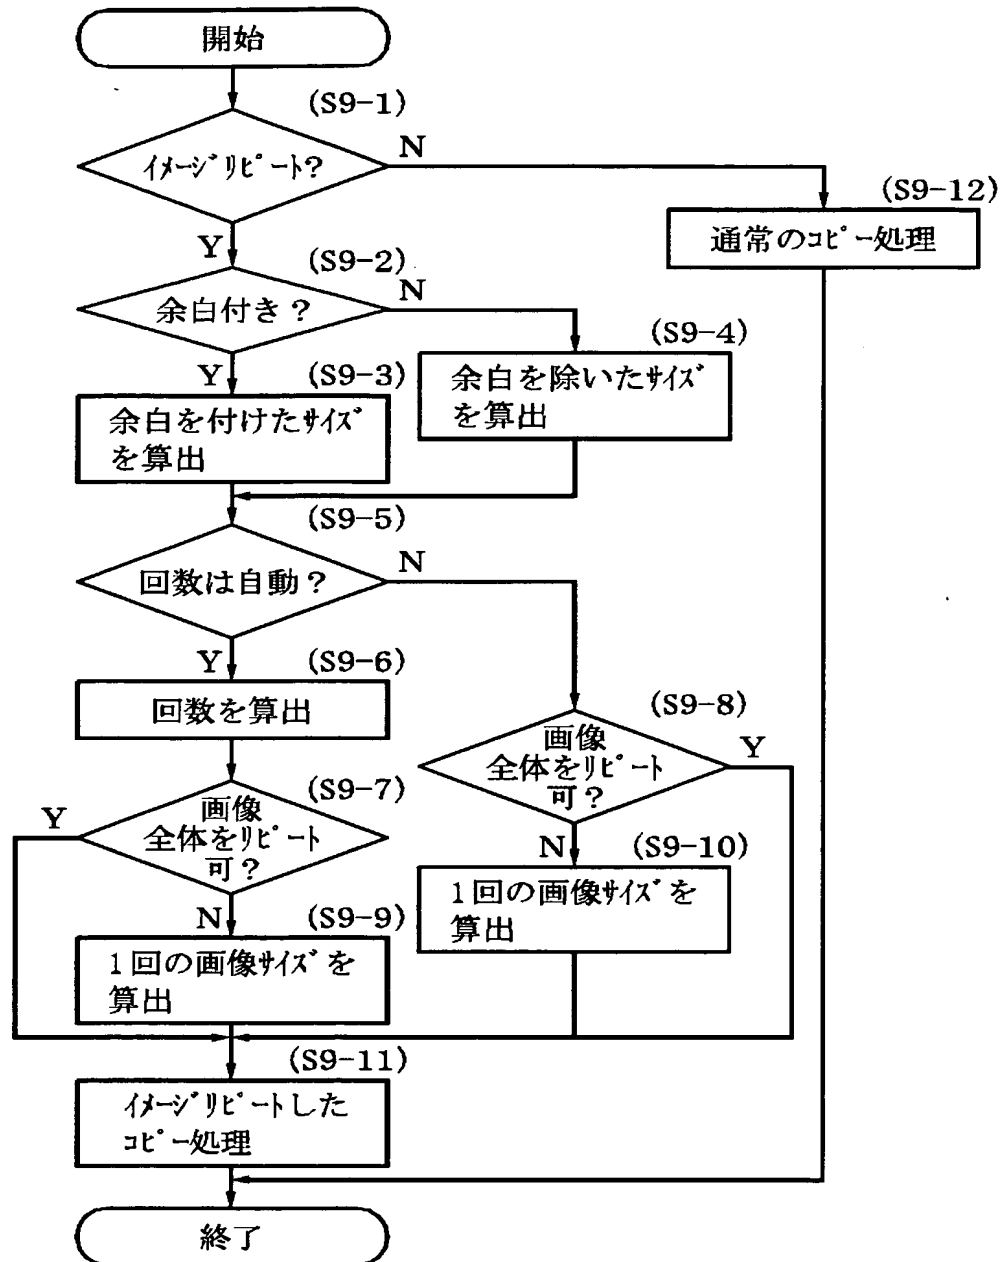 開始
(S9-1)
イメージリピート?
N
(S9-12)
通常のコピー処理
Y
(S9-2)
余白付き?
N
(S9-4)
余白を除いたサイズ
を算出
Y
(S9-3)
余白を付けたサイズ
を算出
(S9-5)
回数は自動?
N
Y
(S9-6)
回数を算出
(S9-8)
画像
全体をリピート
可?
Y
(S9-7)
Y
画像
全体をリピート
可?
N
(S9-10)
1回の画像サイズを
算出
N
(S9-9)
1回の画像サイズを
算出
(S9-11)
イメージリピートした
コピー処理
終了